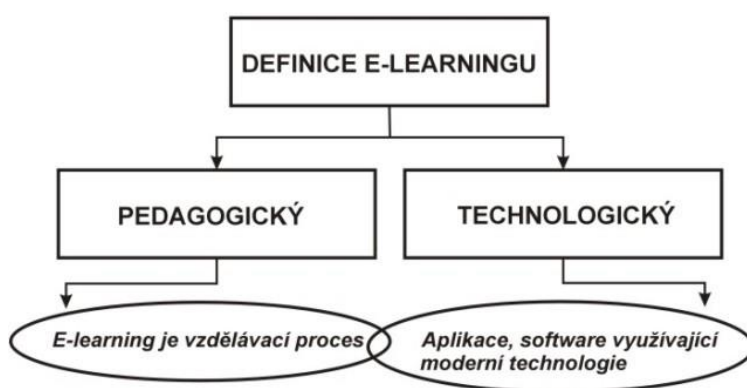 DEFINICE E-LEARNINGU
PEDAGOGICKÝ
TECHNOLOGICKÝ
E-learning je vzdělávací proces
Aplikace, software využívající
moderní technologie